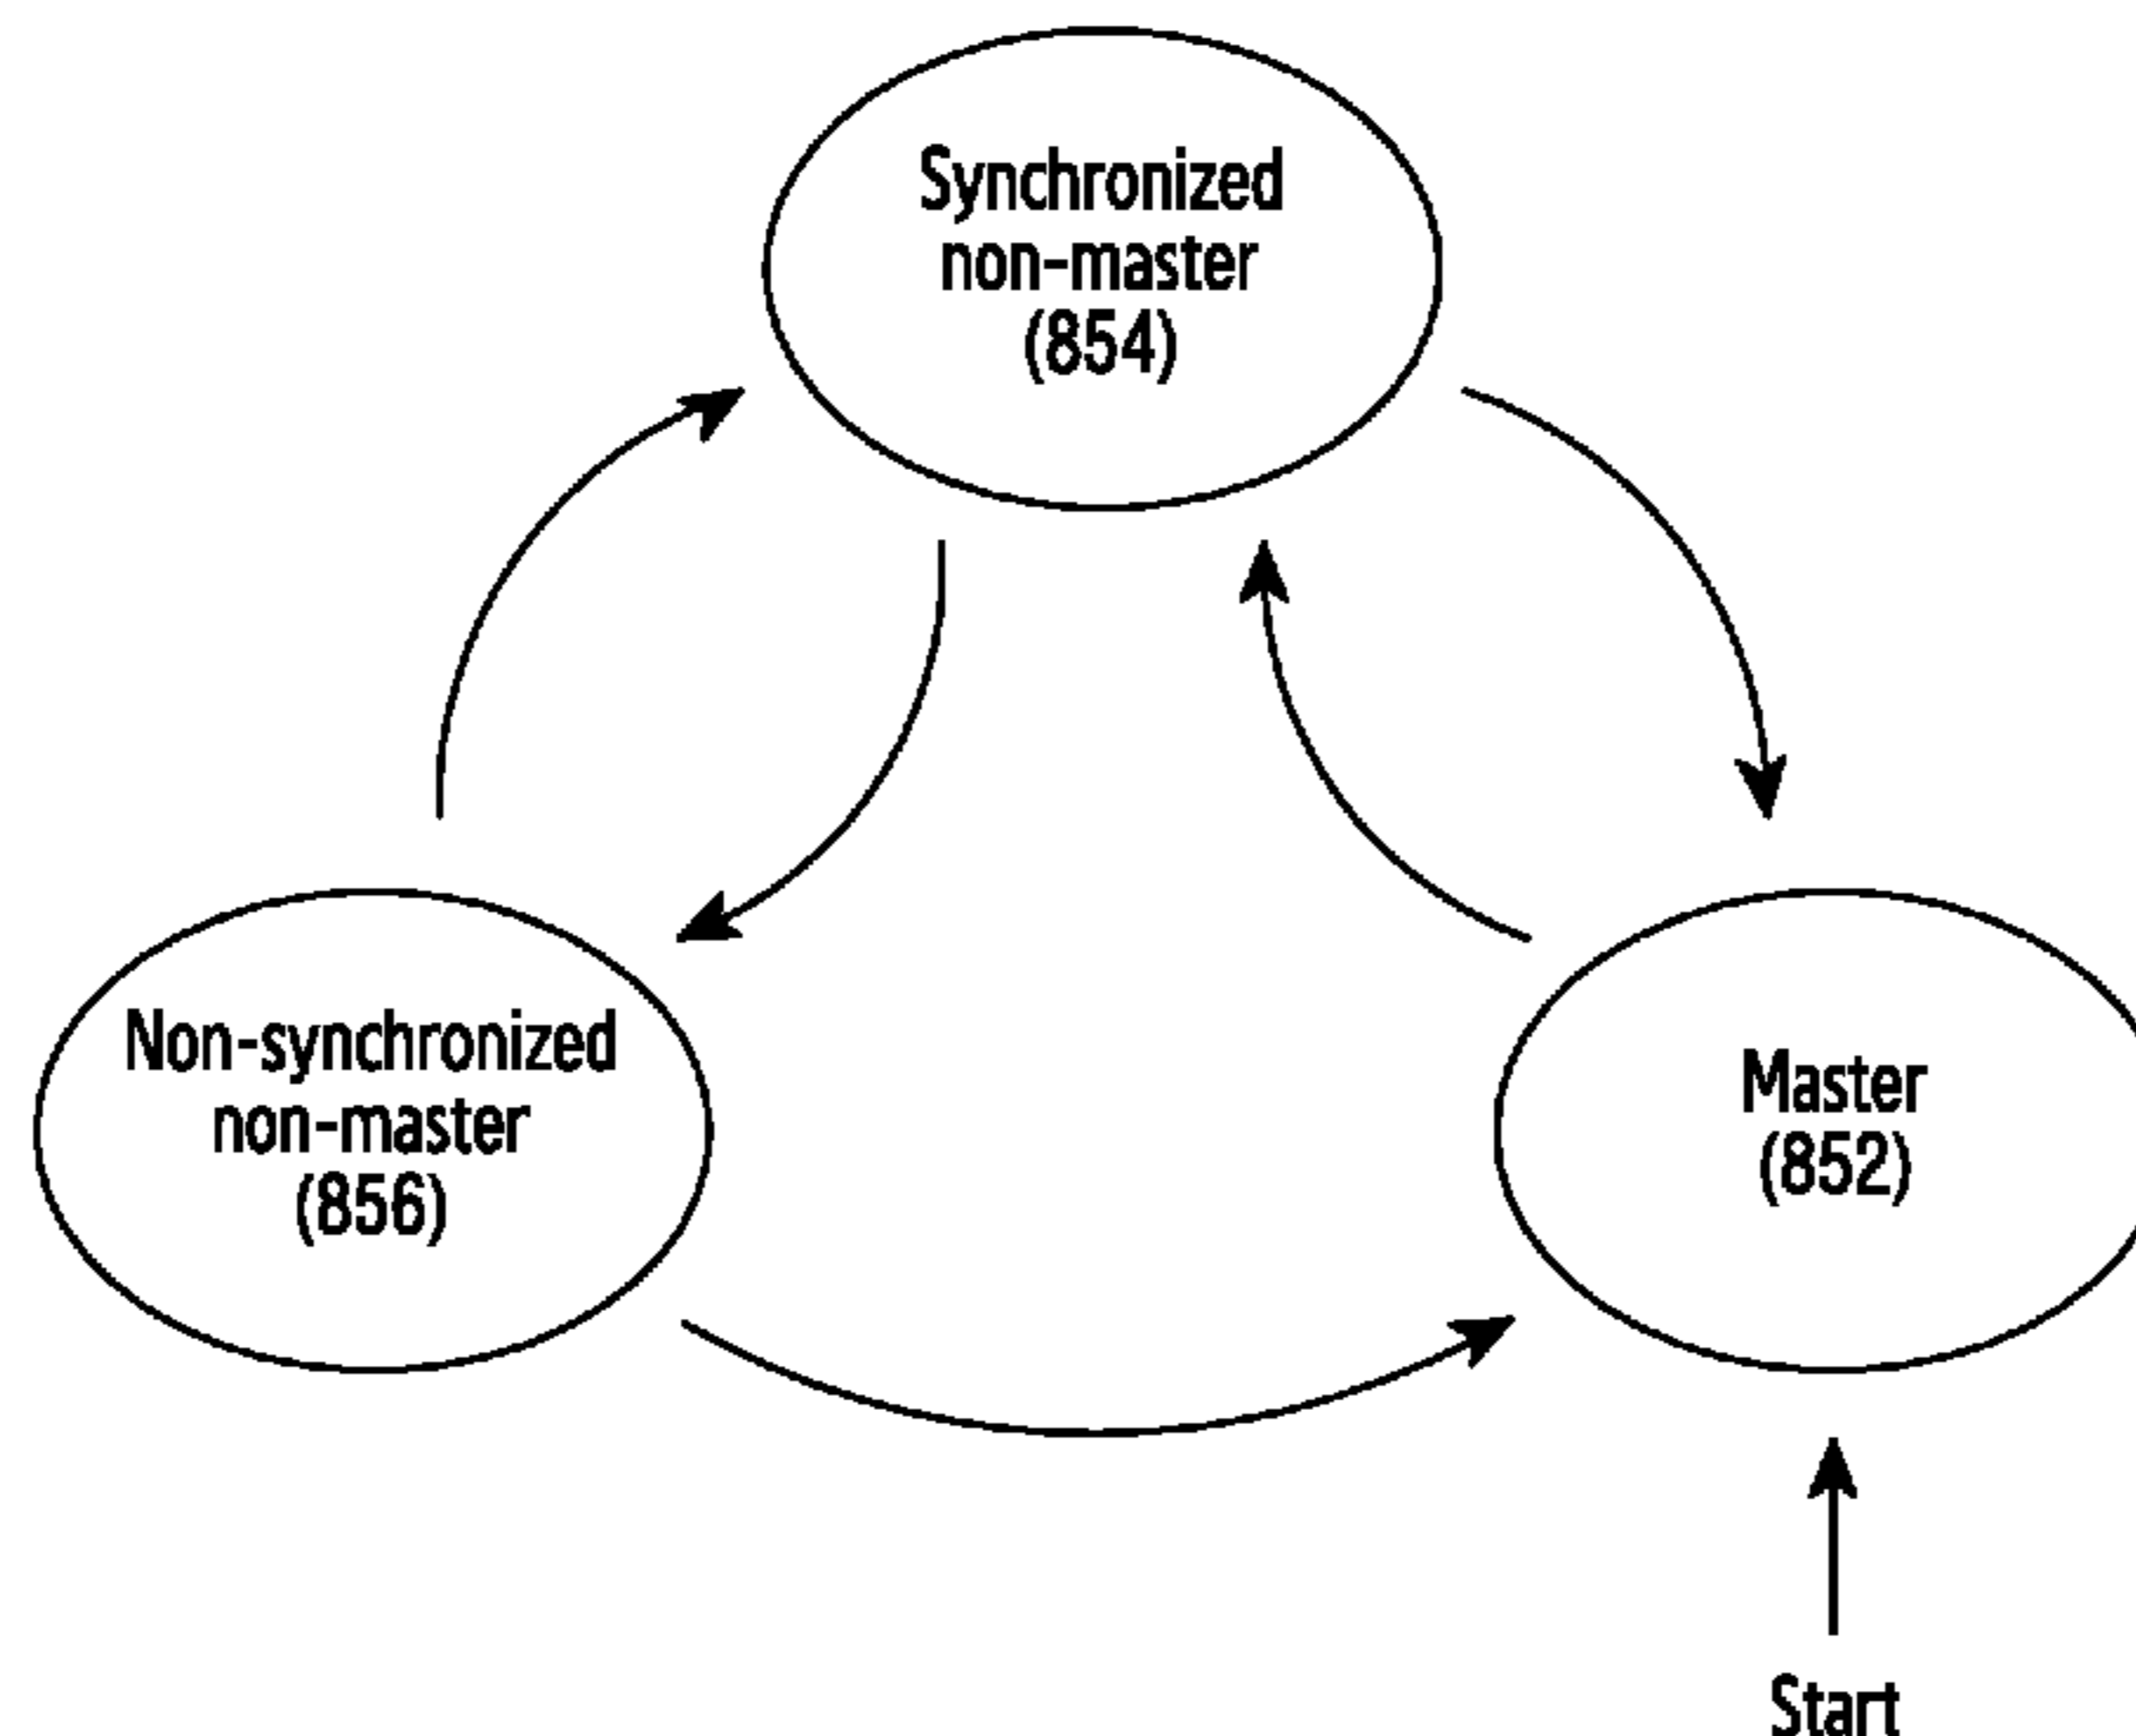 Synchronized
non-master
(854)
Non-synchronized
non-master
(856)
Master
(852)
Start